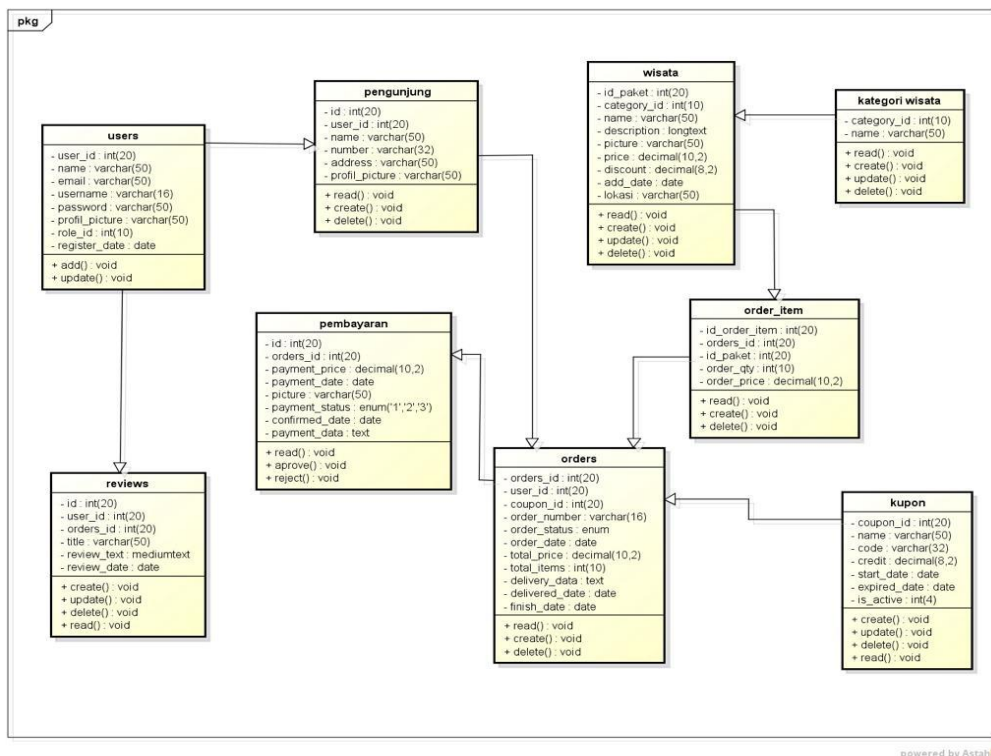 pkg
users
- user_id : int(20)
- name : varchar(50)
- email : varchar(50)
- username : varchar(16)
- password : varchar(50)
- profil_picture : varchar(50)
- role_id : int(10)
- register_date : date
+ add() : void
+ update() : void
pengunjung
- id : int(20)
- user_id : int(20)
- name : varchar(50)
- number : varchar(32)
- address : varchar(50)
- profil_picture : varchar(50)
+ read() : void
+ create() : void
+ delete() : void
wisata
- id_paket : int(20)
- category_id : int(10)
- name : varchar(50)
- description : longtext
- picture : varchar(50)
- price : decimal(10,2)
- discount : decimal(8,2)
- add_date : date
- lokasi : varchar(50)
+ read() : void
+ create() : void
+ update() : void
+ delete() : void
kategori wisata
- category_id : int(10)
- name : varchar(50)
+ read() : void
+ create() : void
+ update() : void
+ delete() : void
pembayaran
- id : int(20)
- orders_id : int(20)
- payment_price : decimal(10,2)
- payment_date : date
- picture : varchar(50)
- payment_status : enum('1','2','3')
- confirmed_date : date
- payment_data : text
+ read() : void
+ aprove() : void
+ reject() : void
order_item
- id_order_item : int(20)
- orders_id : int(20)
- id_paket : int(20)
- order_qty : int(10)
- order_price : decimal(10,2)
+ read() : void
+ create() : void
+ delete() : void
reviews
- id : int(20)
- user_id : int(20)
- orders_id : int(20)
- title : varchar(50)
- review_text : mediumtext
- review_date : date
+ create() : void
+ update() : void
+ delete() : void
+ read() : void
orders
- orders_id : int(20)
- user_id : int(20)
- coupon_id : int(20)
- order_number : varchar(16)
- order_status : enum
- order_date : date
- total_price : decimal(10,2)
- total_items : int(10)
- delivery_data : text
- delivered_date : date
- finish_date : date
+ read() : void
+ create() : void
+ delete() : void
kupon
- coupon_id : int(20)
- name : varchar(50)
- code : varchar(32)
- credit : decimal(8,2)
- start_date : date
- expired_date : date
- is_active : int(4)
+ create() : void
+ update() : void
+ delete() : void
+ read() : void
powered by Astah